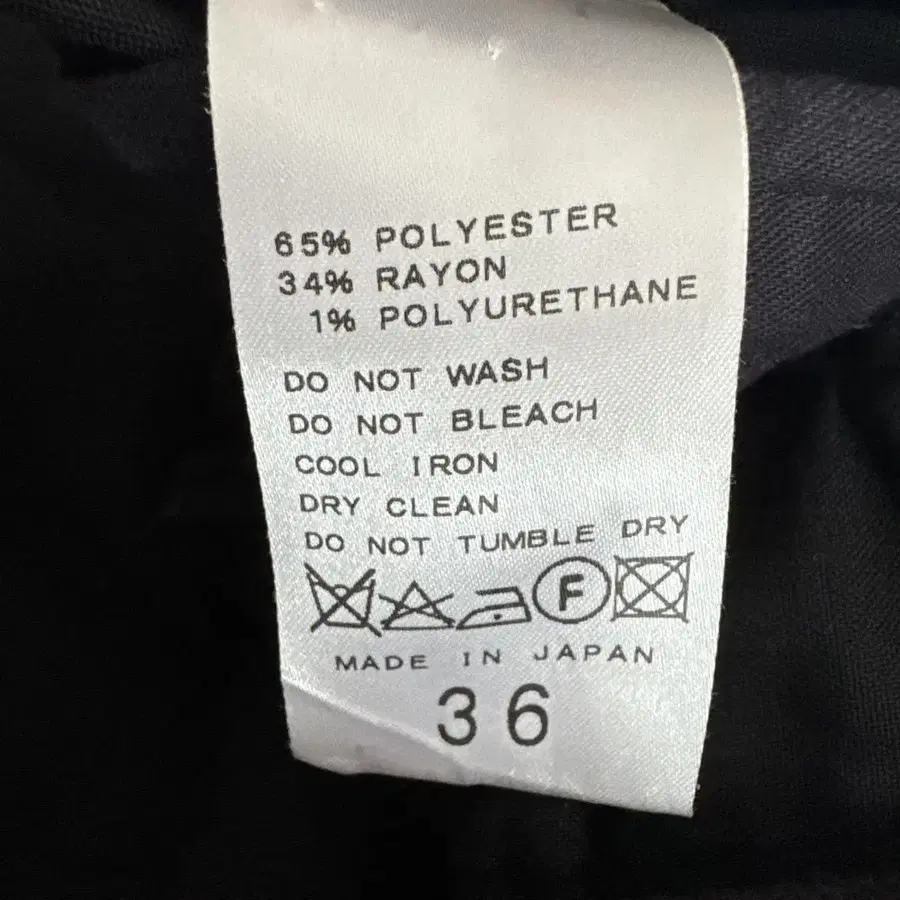 65% POLYESTER
34% RAYON
1% POLYURETHANE
DO NOT WASH
DO NOT BLEACH
COOL IRON
DRY CLEAN
DO NOT TUMBLE DRY
F
MADE IN JAPAN
36